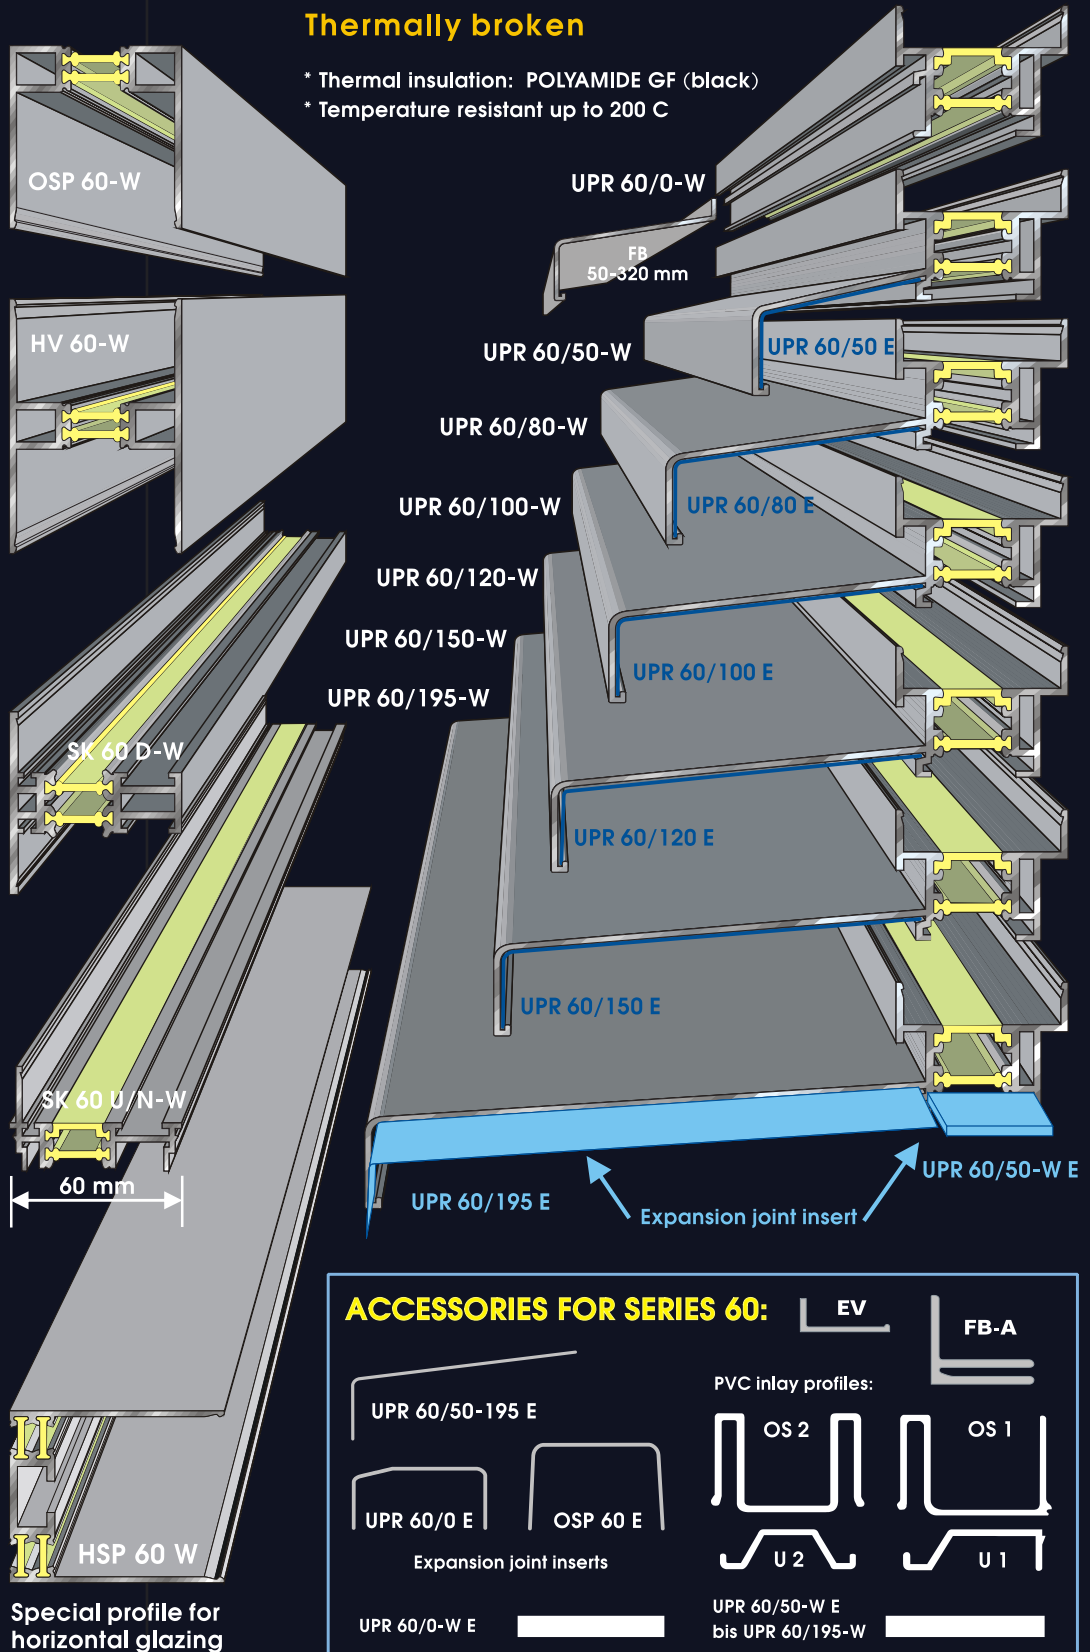 Thermally broken
* Thermal insulation: POLYAMIDE GF (black)
* Temperature resistant up to 200 C
OSP 60-W
UPR 60/0-W
FB
50-320 mm
HV 60-W
UPR 60/50-W
UPR 60/50 E
UPR 60/80-W
UPR 60/80 E
UPR 60/100-W
UPR 60/120-W
UPR 60/150-W
UPR 60/100 E
UPR 60/195-W
SK 60 D-W
UPR 60/120 E
UPR 60/150 E
SK 60 U/N-W
60 mm
UPR 60/195 E
UPR 60/50-W E
Expansion joint insert
HSP 60 W
Special profile for
horizontal glazing
ACCESSORIES FOR SERIES 60:
EV
FB-A
UPR 60/50-195 E
PVC inlay profiles:
OS 2
OS 1
UPR 60/0 E
OSP 60 E
U 2
U 1
Expansion joint inserts
UPR 60/0-W E
UPR 60/50-W E
bis UPR 60/195-W